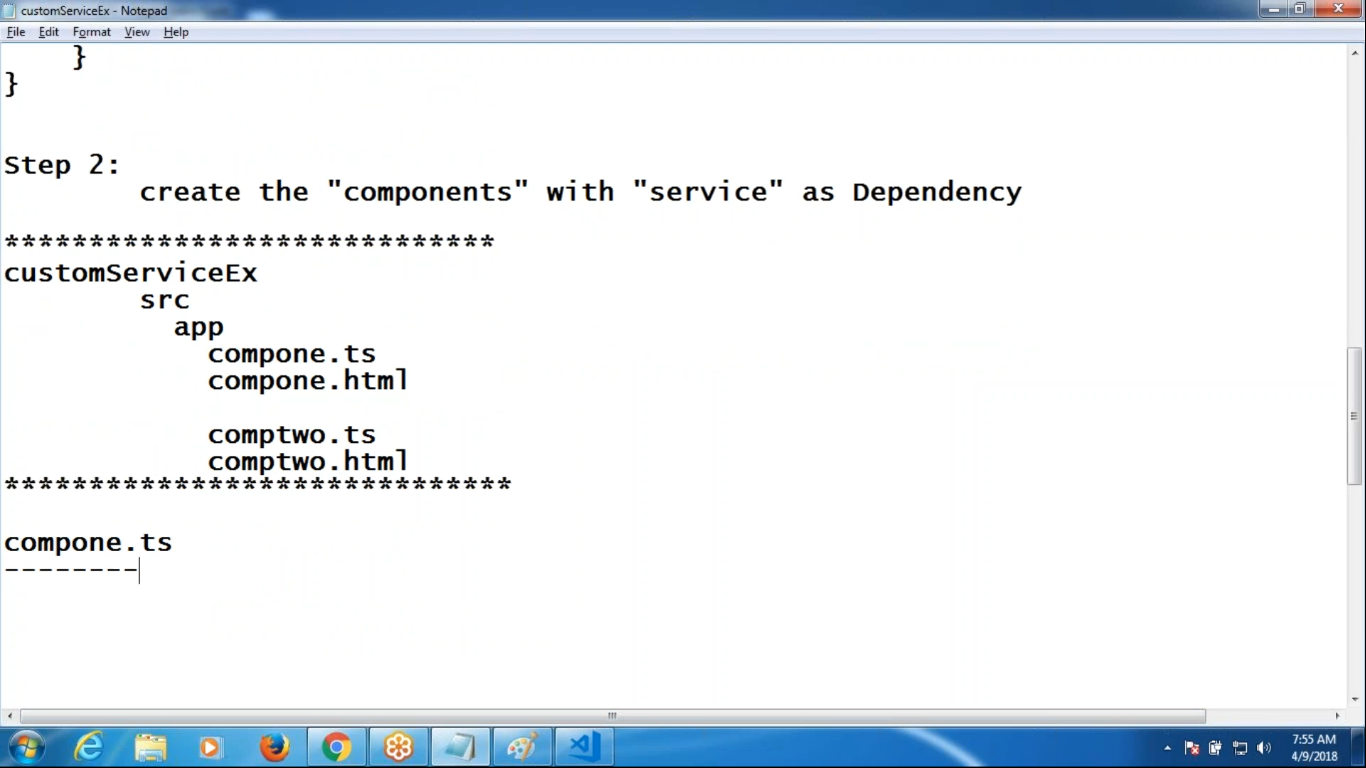 customServiceEx - Notepad
File Edit Format View Help
}
}
Step 2:
create the "components" with "service" as Dependency
*****************************
customServiceEx
src
app
compone.ts
compone.html
comptwo.ts
comptwo.html
******************************
compone.ts
--------
7:55 AM
4/9/2018